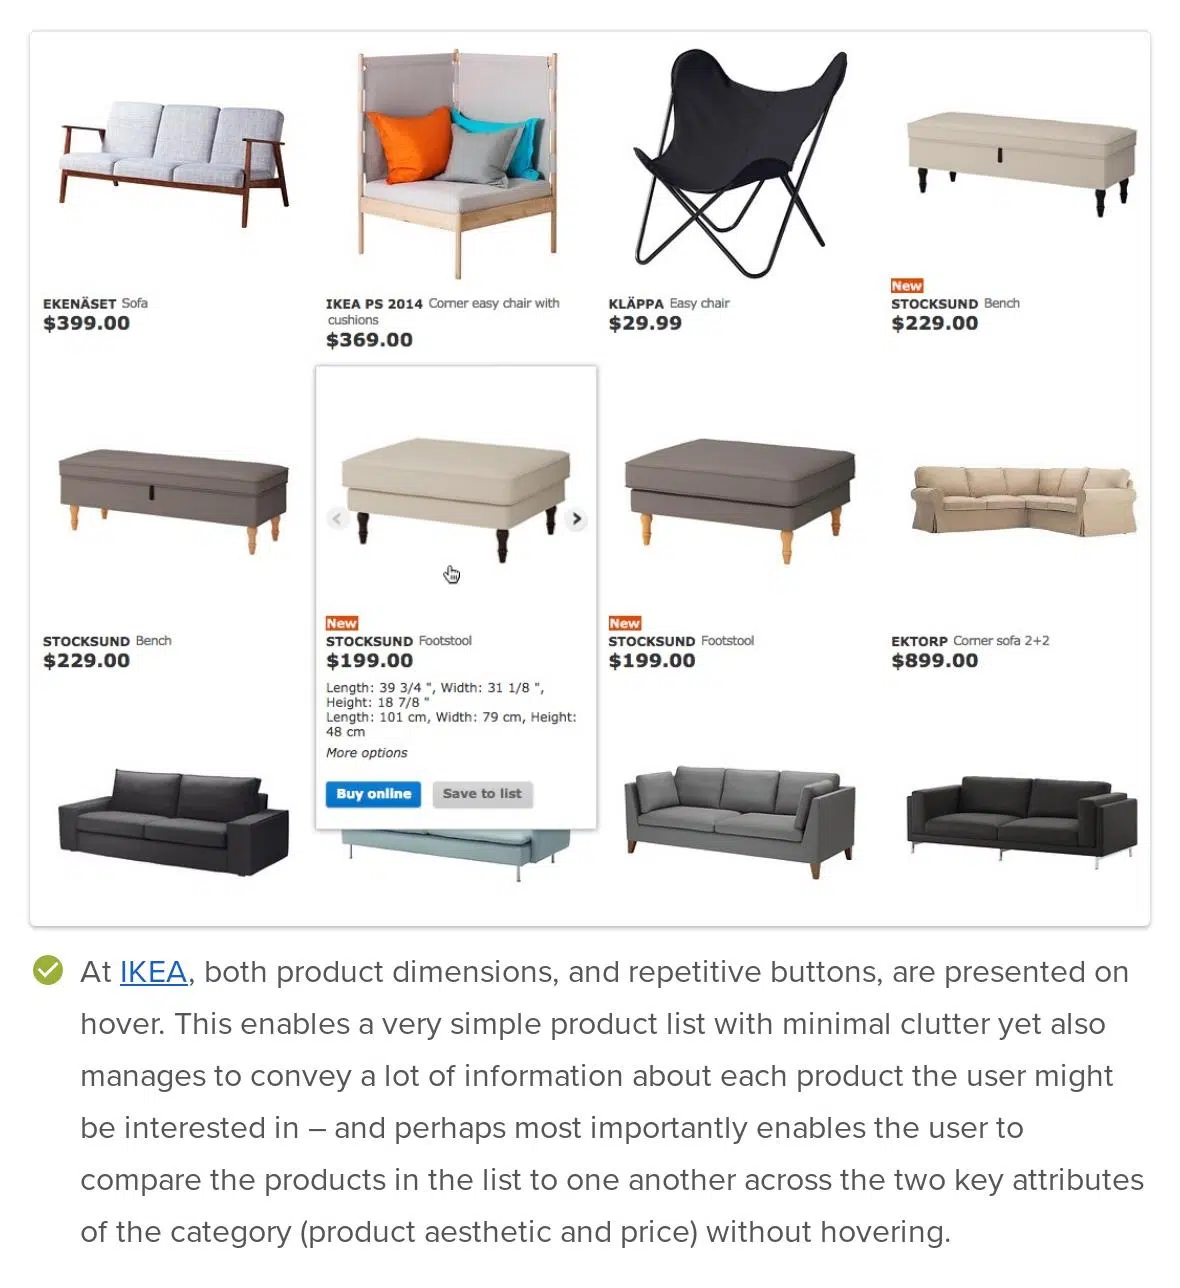 EKENÄSET Sofa
$399.00
IKEA PS 2014 Corner easy chair with
cushions
$369.00
KLÄPPA Easy chair
$29.99
New
STOCKSUND Bench
$229.00
STOCKSUND Bench
$229.00
New
STOCKSUND Footstool
$199.00
Length: 39 3/4 ", Width: 31 1/8 ",
Height: 18 7/8 "
Length: 101 cm, Width: 79 cm, Height:
48 cm
More options
Buy online
Save to list
New
STOCKSUND Footstool
$199.00
EKTORP Corner sofa 2+2
$899.00
At IKEA, both product dimensions, and repetitive buttons, are presented on
hover. This enables a very simple product list with minimal clutter yet also
manages to convey a lot of information about each product the user might
be interested in – and perhaps most importantly enables the user to
compare the products in the list to one another across the two key attributes
of the category (product aesthetic and price) without hovering.